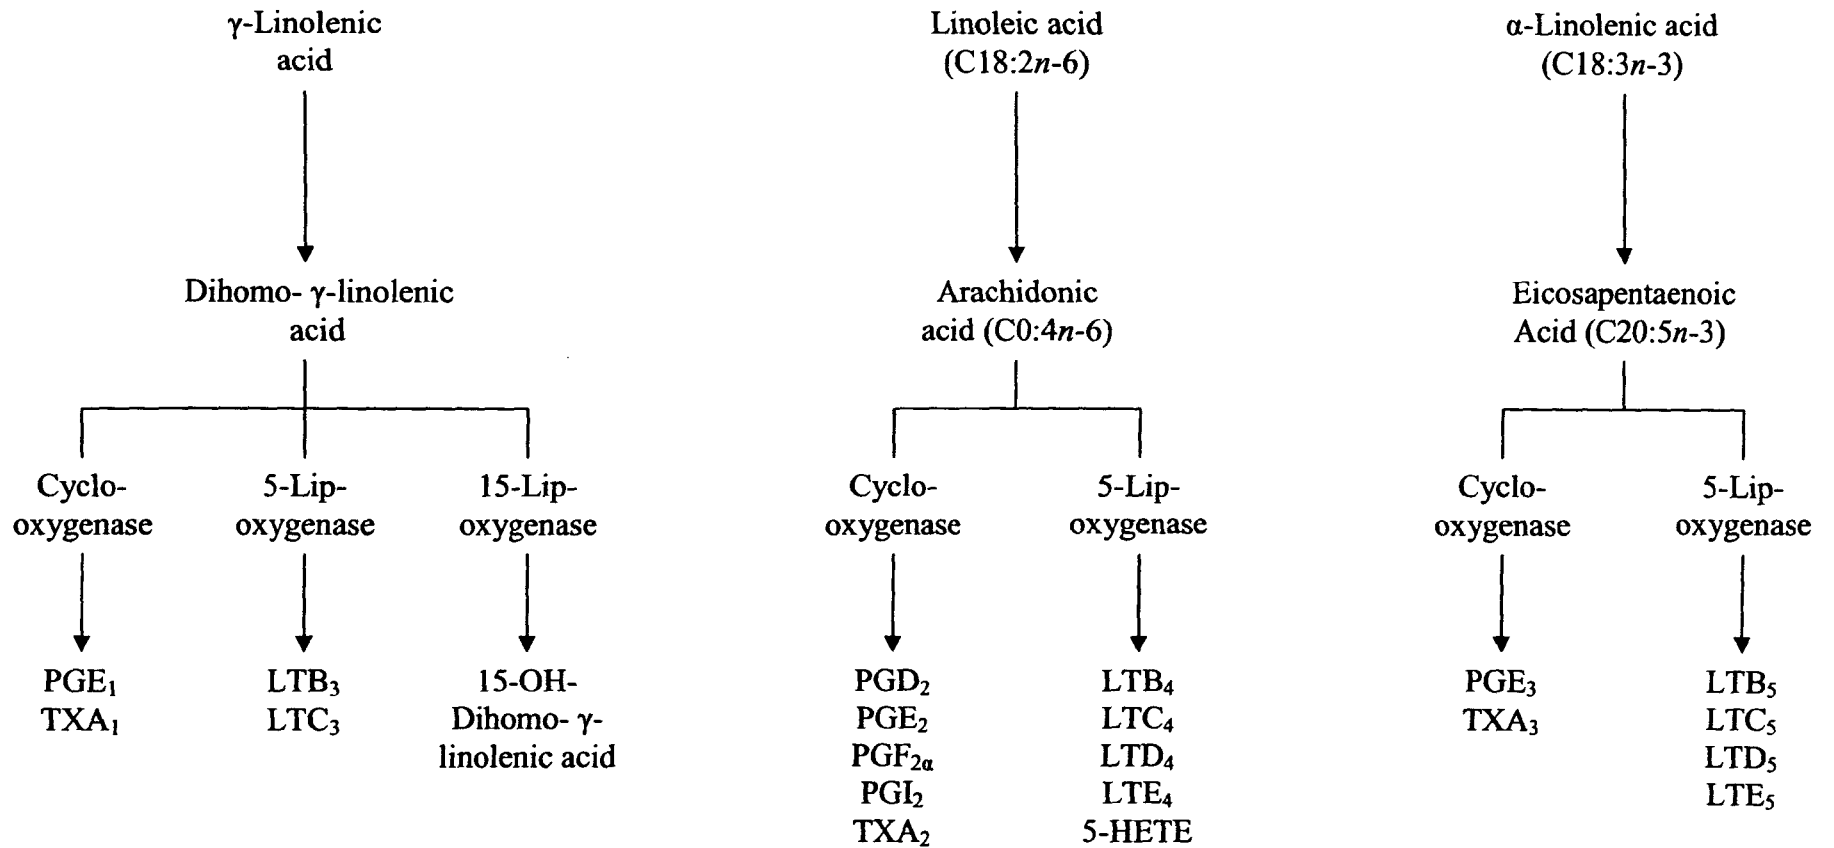 γ-Linolenic
acid
Linoleic acid
(C18:2n-6)
α-Linolenic acid
(C18:3n-3)
Dihomo- γ-linolenic
acid
Arachidonic
acid (C0:4n-6)
Eicosapentaenoic
Acid (C20:5n-3)
Cyclo-
oxygenase
5-Lip-
oxygenase
15-Lip-
oxygenase
Cyclo-
oxygenase
5-Lip-
oxygenase
Cyclo-
oxygenase
5-Lip-
oxygenase
PGE₁
TXA₁
LTB₃
LTC₃
15-OH-
Dihomo- γ-
linolenic acid
PGD₂
PGE₂
PGF₂α
PGI₂
TXA₂
LTB₄
LTC₄
LTD₄
LTE₄
5-HETE
PGE₃
TXA₃
LTB₅
LTC₅
LTD₅
LTE₅